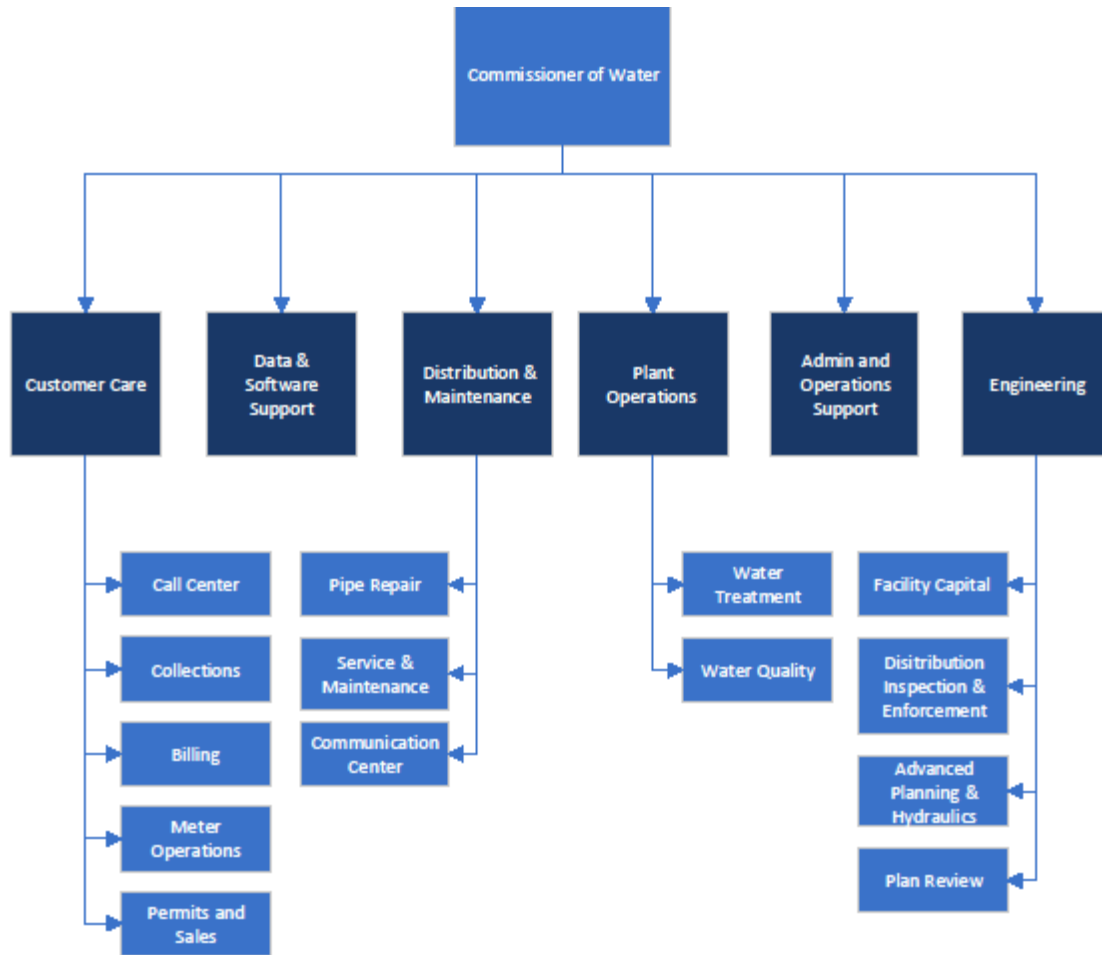 Commissioner of Water
Customer Care
Data &
Software
Support
Distribution &
Maintenance
Plant
Operations
Admin and
Operations
Support
Engineering
Call Center
Collections
Billing
Meter
Operations
Permits and
Sales
Pipe Repair
Service &
Maintenance
Communication
Center
Water
Treatment
Water Quality
Facility Capital
Disitribution
Inspection &
Enforcement
Advanced
Planning &
Hydraulics
Plan Review